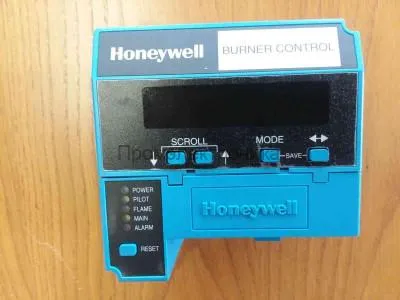 Honeywell
BURNER CONTROL
SCROLL
MODE
SAVE
POWER
PILOT
FLAME
MAIN
ALARM
RESET
Honeywell